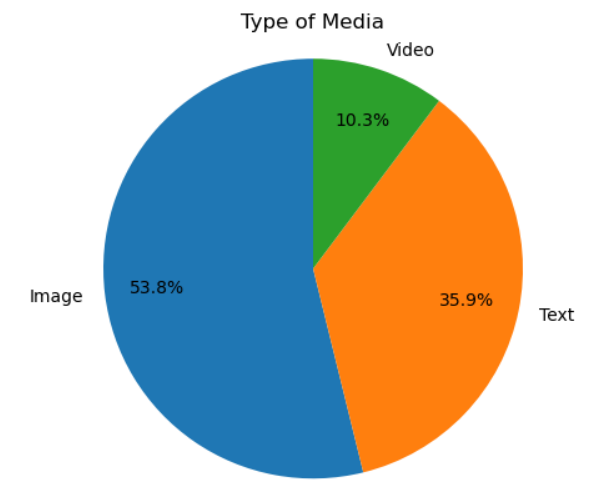 Type of Media
Video
10.3%
53.8%
Image
35.9%
Text